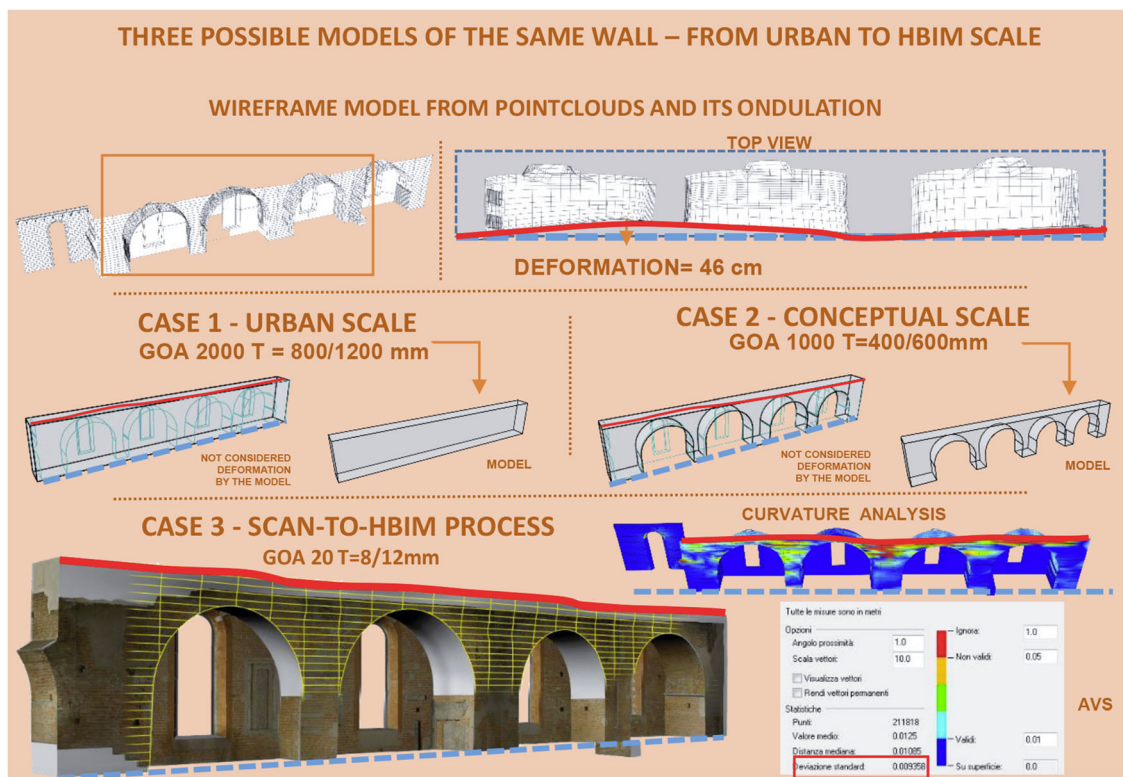 THREE POSSIBLE MODELS OF THE SAME WALL – FROM URBAN TO HBIM SCALE
WIREFRAME MODEL FROM POINTCLOUDS AND ITS ONDULATION
TOP VIEW
DEFORMATION= 46 cm
CASE 1 - URBAN SCALE
GOA 2000 T = 800/1200 mm
NOT CONSIDERED
DEFORMATION
BY THE MODEL
MODEL
CASE 2 - CONCEPTUAL SCALE
GOA 1000 T=400/600mm
NOT CONSIDERED
DEFORMATION
BY THE MODEL
MODEL
CASE 3 - SCAN-TO-HBIM PROCESS
GOA 20 T=8/12mm
CURVATURE ANALYSIS
Tutte le misure sono in metri
Opzioni
Angolo prossimità: 1.0
Scala vettori: 10.0
Visualizza vettori
Rendi vettori permanenti
Statistiche
Punti: 211818
Valore medio: 0.0125
Distanza mediana: 0.01085
Deviazione standard: 0.009358
Ignora: 1.0
Non validi: 0.05
Validi: 0.01
Su superficie: 0.0
AVS